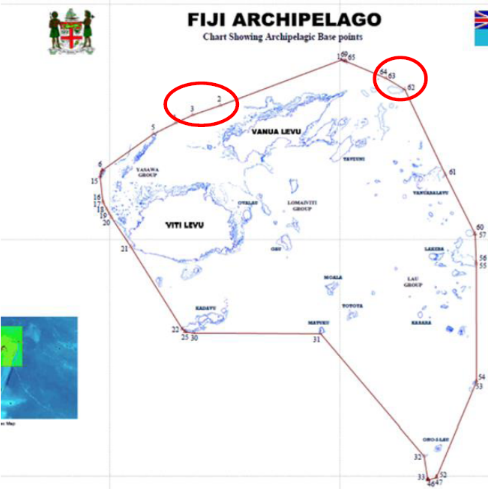 FIJI ARCHIPELAGO
Chart Showing Archipelagic Base points
69 65
64 63
62
2
3
5
VANUA LEVU
TAVEUNI
6
15
YASAWA
GROUP
61
VANUABALAVU
16
17
18
19
20
OVALAU
LOMAIVITI
GROUP
VITI LEVU
60
57
21
GAU
LAKEBA
56
55
MOALA
LAU
GROUP
KADAVU
TOTOYA
MATUKU
KABARA
22
25 30
31
54
53
ONO-I-LAU
32
33
46 47
52